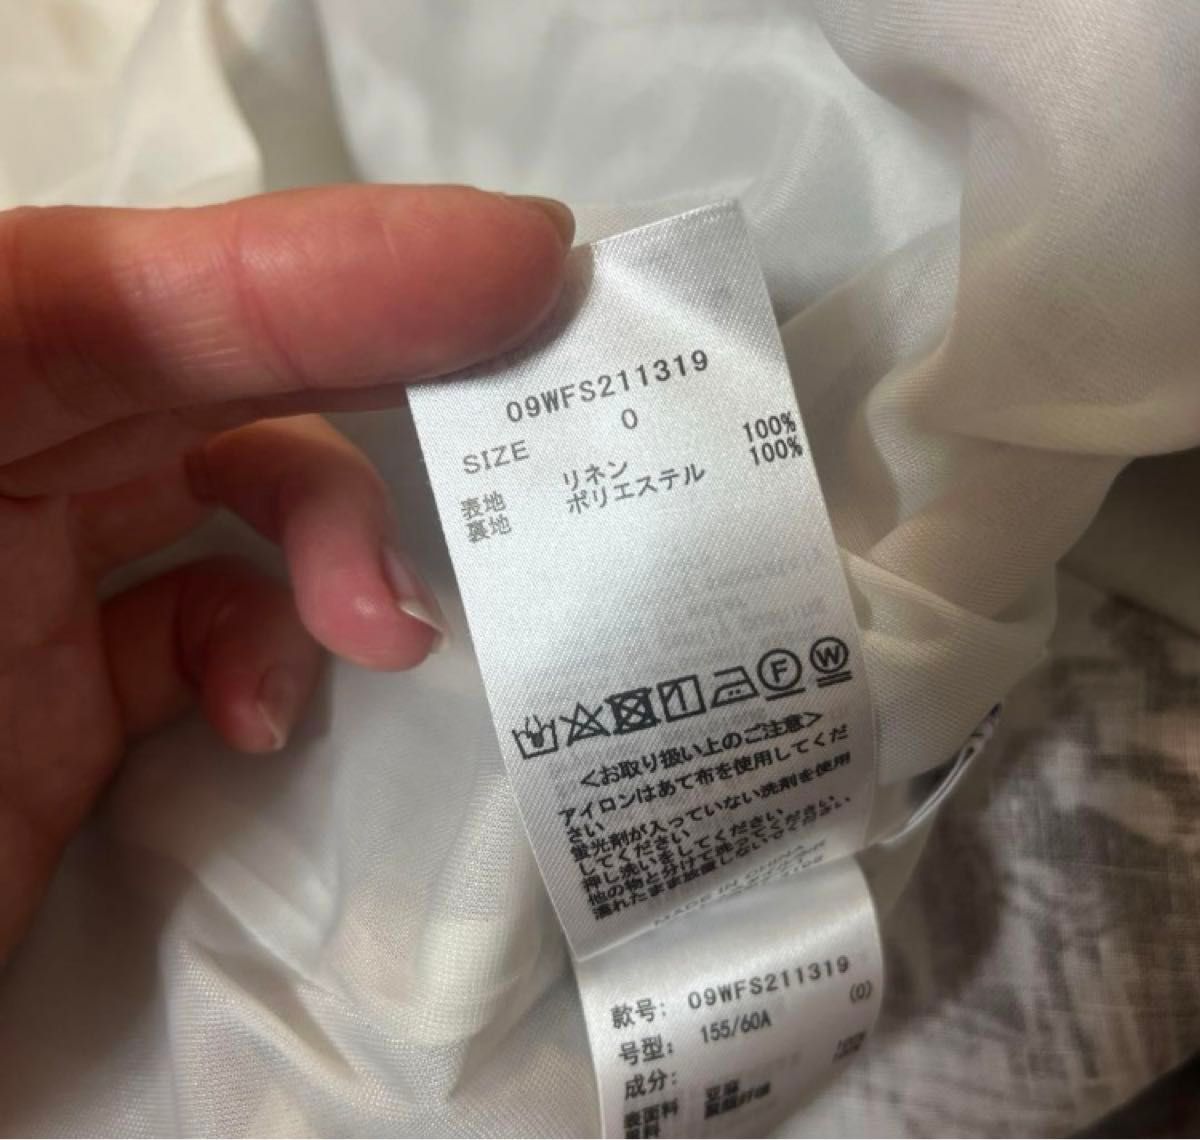 09WFS211319
SIZE 0
表地 リネン 100%
裏地 ポリエステル 100%
F W
<お取り扱い上のご注意>
アイロンはあて布を使用してくだ
さい
蛍光剤が入っていない洗剤を使用
してください
押し洗いをしてください
他の物と分けて洗ってください
濡れたまま放置しないでください
MADE IN CHINA
款号: 09WFS211319
号型: 155/60A (0)
成分:
表面料 亚麻